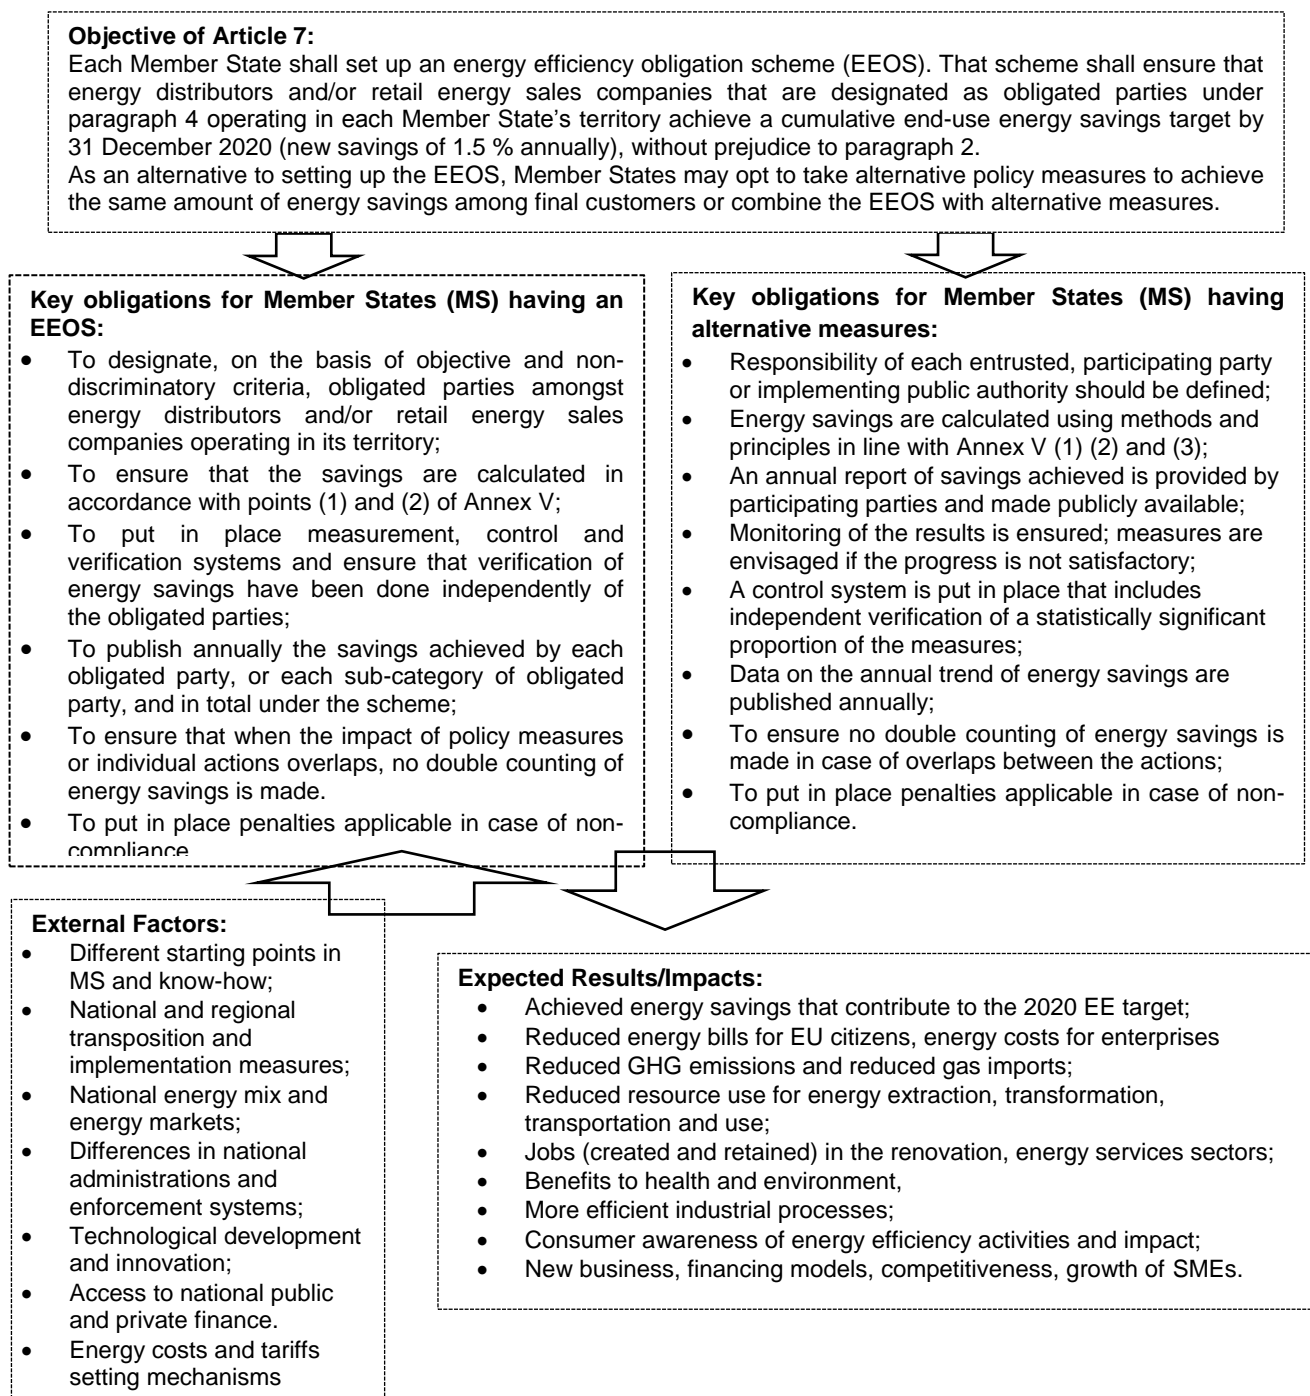 Objective of Article 7:
Each Member State shall set up an energy efficiency obligation scheme (EEOS). That scheme shall ensure that
energy distributors and/or retail energy sales companies that are designated as obligated parties under
paragraph 4 operating in each Member State’s territory achieve a cumulative end-use energy savings target by
31 December 2020 (new savings of 1.5 % annually), without prejudice to paragraph 2.
As an alternative to setting up the EEOS, Member States may opt to take alternative policy measures to achieve
the same amount of energy savings among final customers or combine the EEOS with alternative measures.
Key obligations for Member States (MS) having an
EEOS:
• To designate, on the basis of objective and non-
discriminatory criteria, obligated parties amongst
energy distributors and/or retail energy sales
companies operating in its territory;
• To ensure that the savings are calculated in
accordance with points (1) and (2) of Annex V;
• To put in place measurement, control and
verification systems and ensure that verification of
energy savings have been done independently of
the obligated parties;
• To publish annually the savings achieved by each
obligated party, or each sub-category of obligated
party, and in total under the scheme;
• To ensure that when the impact of policy measures
or individual actions overlaps, no double counting of
energy savings is made.
• To put in place penalties applicable in case of non-
compliance
Key obligations for Member States (MS) having
alternative measures:
• Responsibility of each entrusted, participating party
or implementing public authority should be defined;
• Energy savings are calculated using methods and
principles in line with Annex V (1) (2) and (3);
• An annual report of savings achieved is provided by
participating parties and made publicly available;
• Monitoring of the results is ensured; measures are
envisaged if the progress is not satisfactory;
• A control system is put in place that includes
independent verification of a statistically significant
proportion of the measures;
• Data on the annual trend of energy savings are
published annually;
• To ensure no double counting of energy savings is
made in case of overlaps between the actions;
• To put in place penalties applicable in case of non-
compliance.
External Factors:
• Different starting points in
MS and know-how;
• National and regional
transposition and
implementation measures;
• National energy mix and
energy markets;
• Differences in national
administrations and
enforcement systems;
• Technological development
and innovation;
• Access to national public
and private finance.
• Energy costs and tariffs
setting mechanisms
Expected Results/Impacts:
• Achieved energy savings that contribute to the 2020 EE target;
• Reduced energy bills for EU citizens, energy costs for enterprises
• Reduced GHG emissions and reduced gas imports;
• Reduced resource use for energy extraction, transformation,
transportation and use;
• Jobs (created and retained) in the renovation, energy services sectors;
• Benefits to health and environment,
• More efficient industrial processes;
• Consumer awareness of energy efficiency activities and impact;
• New business, financing models, competitiveness, growth of SMEs.